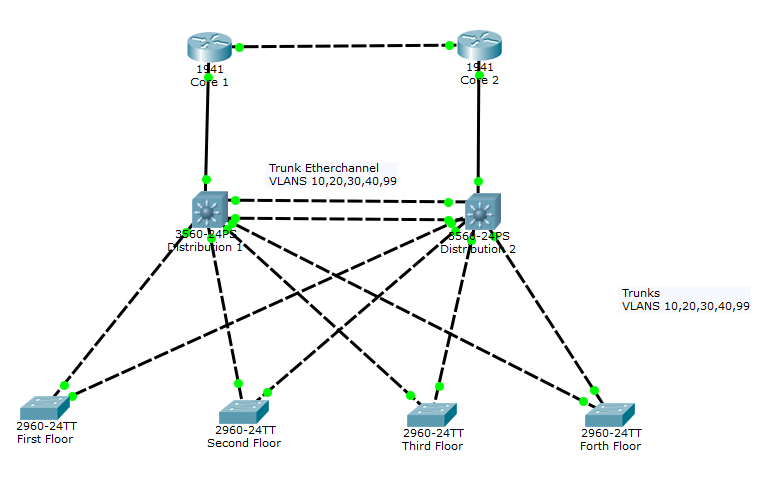 1941
Core 1
1941
Core 2
Trunk Etherchannel
VLANS 10,20,30,40,99
3560-24PS
Distribution 1
3560-24PS
Distribution 2
Trunks
VLANS 10,20,30,40,99
2960-24TT
First Floor
2960-24TT
Second Floor
2960-24TT
Third Floor
2960-24TT
Forth Floor